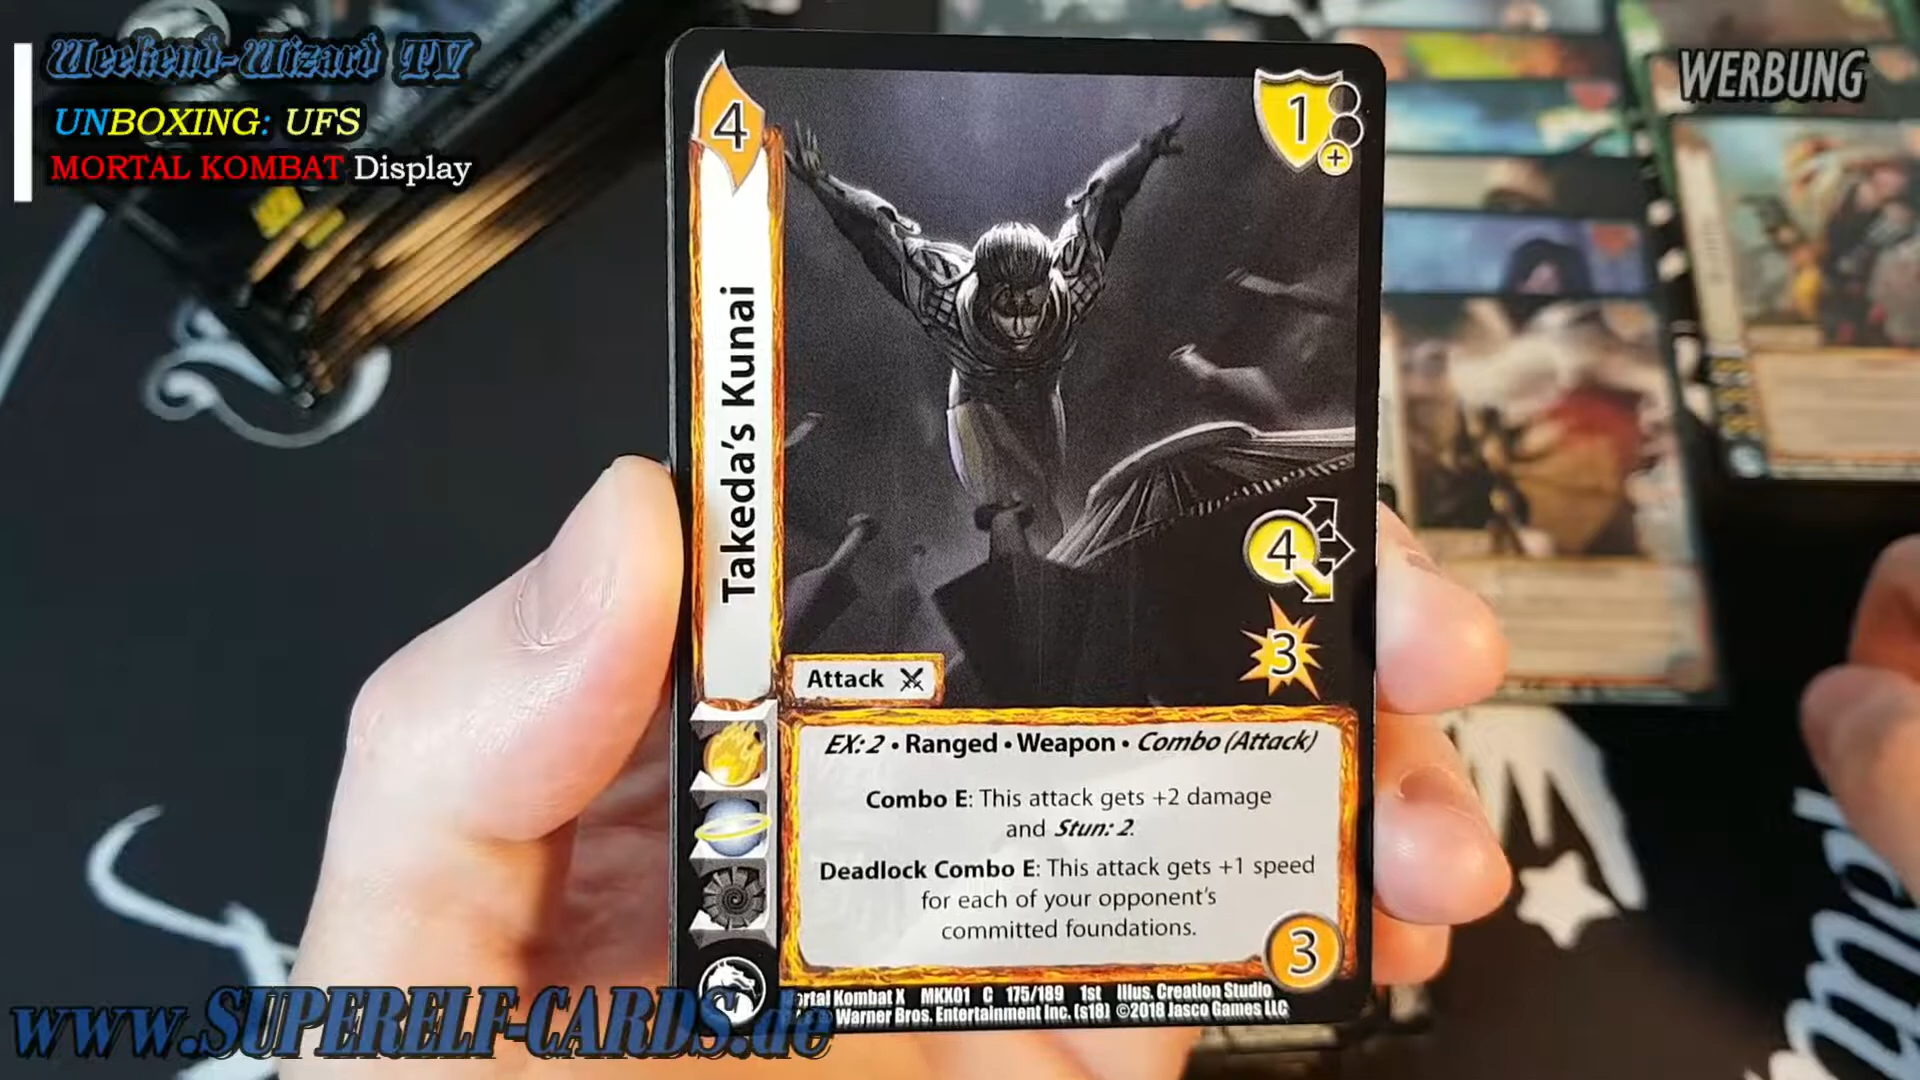 Weekend-Wizard TV
UNBOXING: UFS
MORTAL KOMBAT Display
WERBUNG
4
1
+
Takeda's Kunai
4
3
Attack
EX: 2 • Ranged • Weapon • Combo (Attack)
Combo E: This attack gets +2 damage
and Stun: 2.
Deadlock Combo E: This attack gets +1 speed
for each of your opponent's
committed foundations.
3
Mortal Kombat X MKX01 C 175/189 1st Illus. Creation Studio
Warner Bros. Entertainment Inc. (s18) ©2018 Jasco Games LLC
www.SUPERELF-CARDS.de